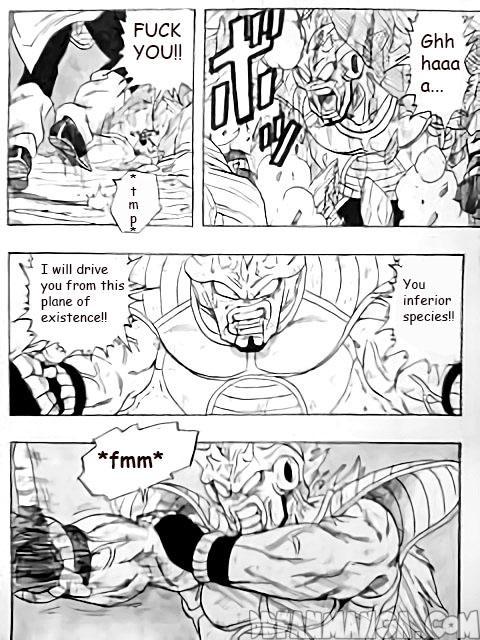 FUCK
YOU!!
*
t
m
p
*
Ghh
haaa
a...
ボ
ッ
I will drive
you from this
plane of
existence!!
You
inferior
species!!
*fmm*
DBFANMANGA.COM